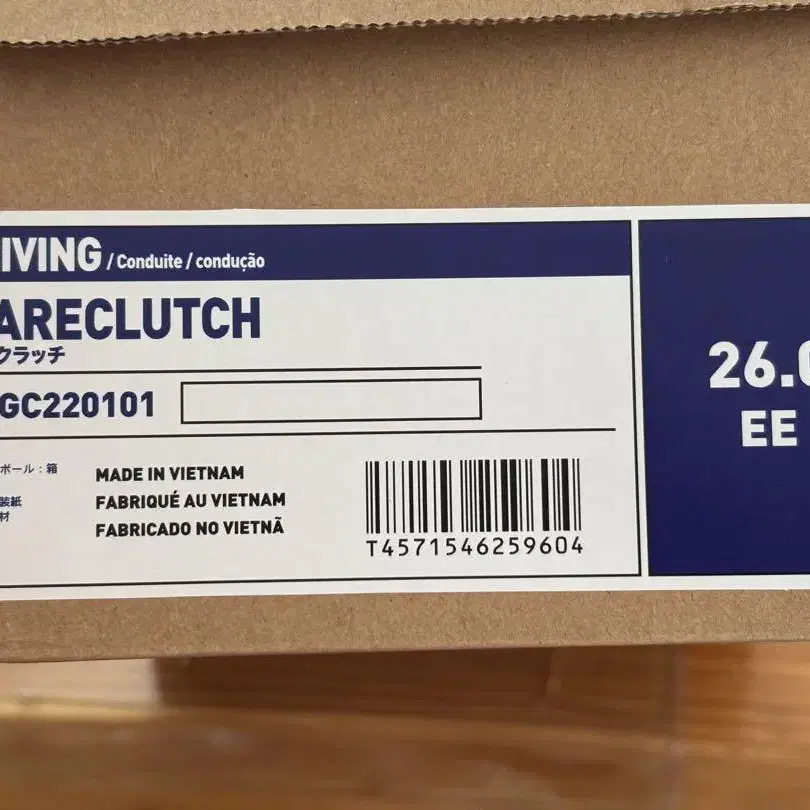 IVING / Conduite / condução
ARECLUTCH
クラッチ
GC220101
26.0
EE
ボール：箱
装紙
材
MADE IN VIETNAM
FABRIQUÉ AU VIETNAM
FABRICADO NO VIETNÃ
T4571546259604